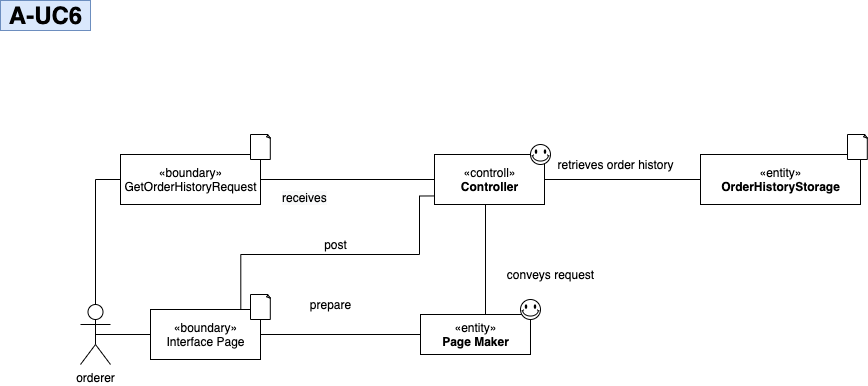 A-UC6
«boundary»
GetOrderHistoryRequest
receives
«controll»
Controller
retrieves order history
«entity»
OrderHistoryStorage
post
conveys request
prepare
«boundary»
Interface Page
«entity»
Page Maker
orderer